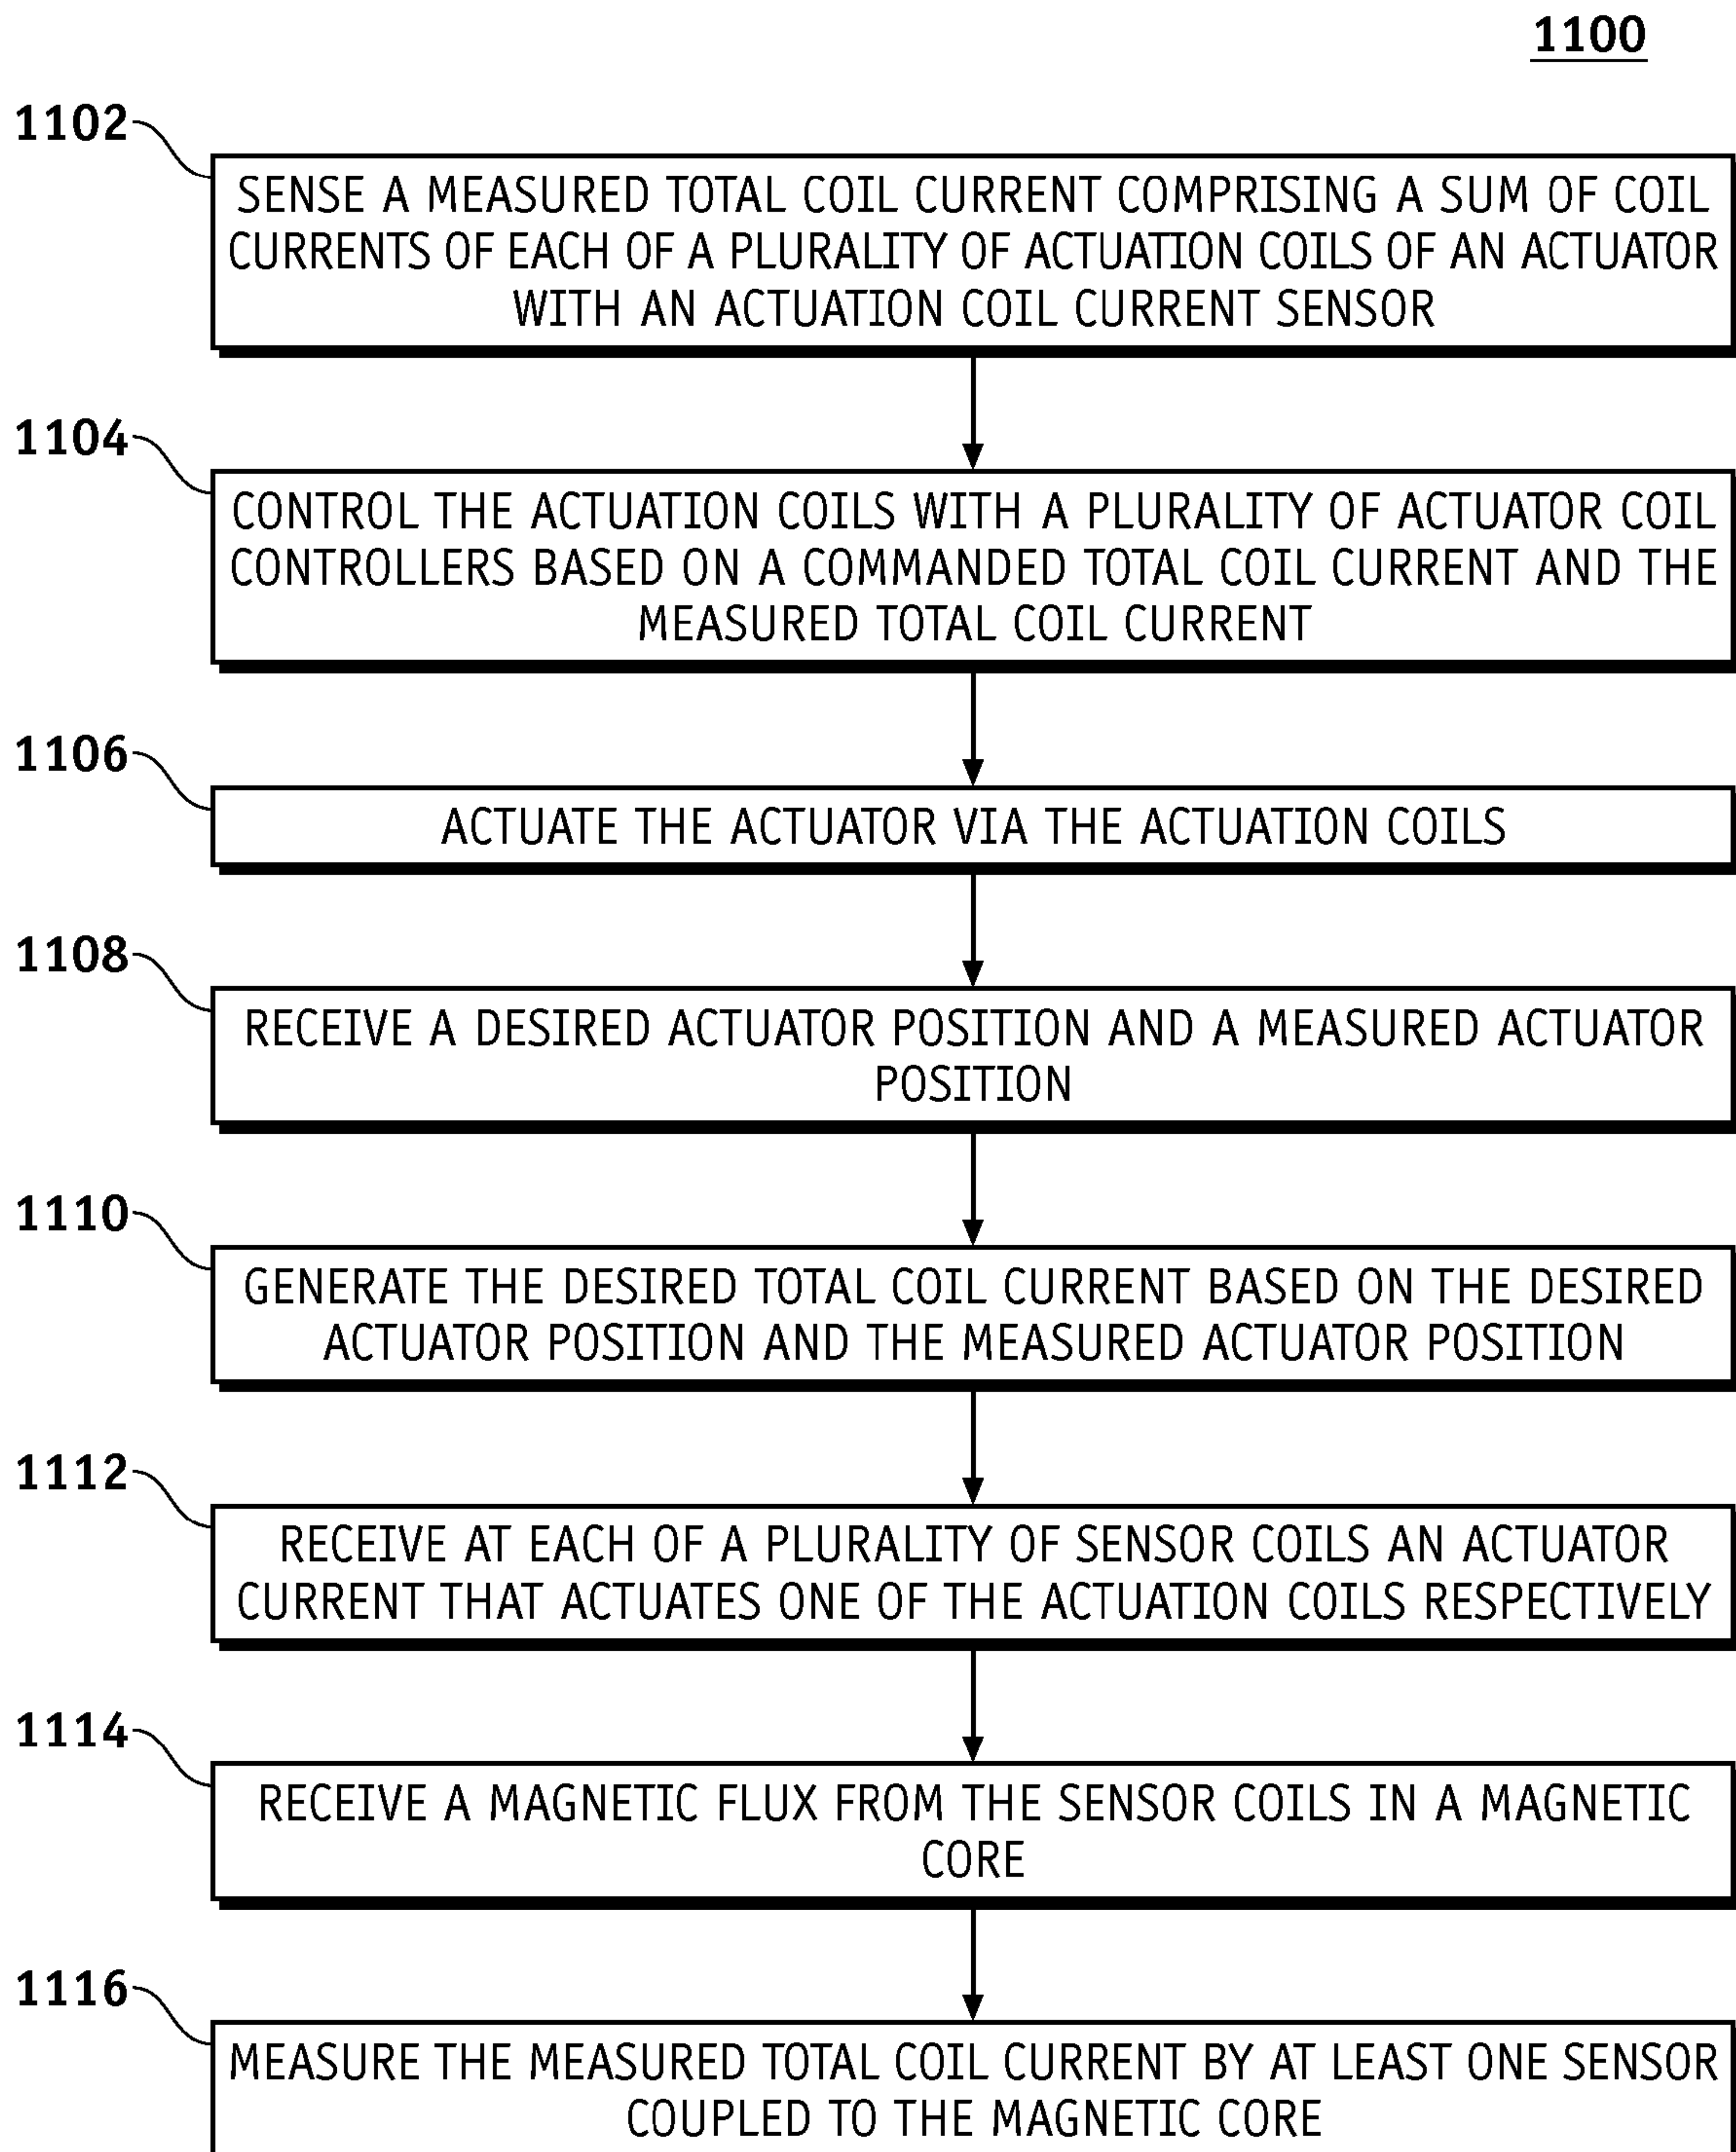 1100
1102
SENSE A MEASURED TOTAL COIL CURRENT COMPRISING A SUM OF COIL
CURRENTS OF EACH OF A PLURALITY OF ACTUATION COILS OF AN ACTUATOR
WITH AN ACTUATION COIL CURRENT SENSOR
1104
CONTROL THE ACTUATION COILS WITH A PLURALITY OF ACTUATOR COIL
CONTROLLERS BASED ON A COMMANDED TOTAL COIL CURRENT AND THE
MEASURED TOTAL COIL CURRENT
1106
ACTUATE THE ACTUATOR VIA THE ACTUATION COILS
1108
RECEIVE A DESIRED ACTUATOR POSITION AND A MEASURED ACTUATOR
POSITION
1110
GENERATE THE DESIRED TOTAL COIL CURRENT BASED ON THE DESIRED
ACTUATOR POSITION AND THE MEASURED ACTUATOR POSITION
1112
RECEIVE AT EACH OF A PLURALITY OF SENSOR COILS AN ACTUATOR
CURRENT THAT ACTUATES ONE OF THE ACTUATION COILS RESPECTIVELY
1114
RECEIVE A MAGNETIC FLUX FROM THE SENSOR COILS IN A MAGNETIC
CORE
1116
MEASURE THE MEASURED TOTAL COIL CURRENT BY AT LEAST ONE SENSOR
COUPLED TO THE MAGNETIC CORE